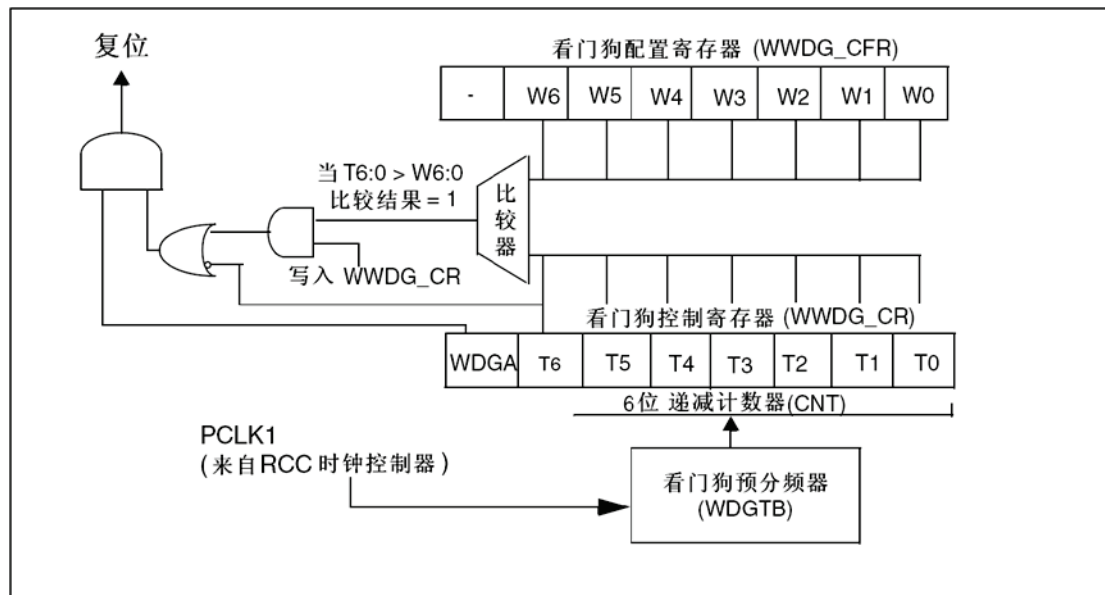 复位
看门狗配置寄存器 (WWDG_CFR)
- W6 W5 W4 W3 W2 W1 W0
当 T6:0 > W6:0
比较结果 = 1
比较器
写入 WWDG_CR
看门狗控制寄存器 (WWDG_CR)
WDGA T6 T5 T4 T3 T2 T1 T0
6位 递减计数器(CNT)
PCLK1
(来自RCC 时钟控制器)
看门狗预分频器
(WDGTB)